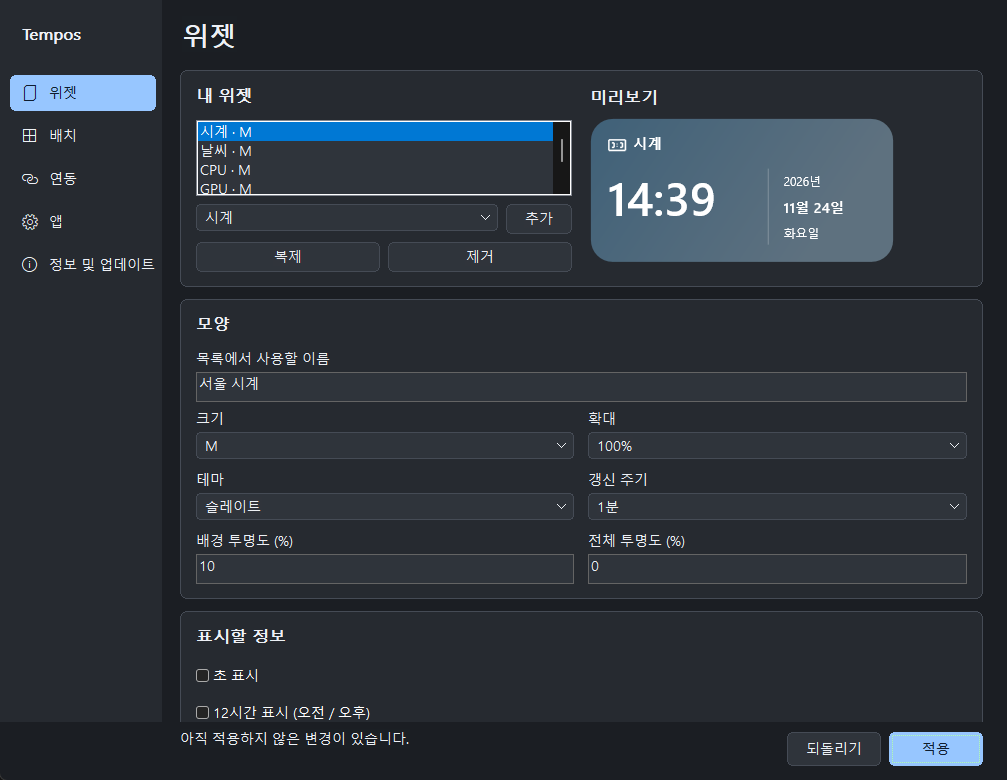 Tempos
위젯
배치
연동
앱
정보 및 업데이트
위젯
내 위젯
시계 · M
날씨 · M
CPU · M
GPU · M
시계
추가
복제
제거
미리보기
시계
14:39
2026년
11월 24일
화요일
모양
목록에서 사용할 이름
서울 시계
크기
확대
M
100%
테마
갱신 주기
슬레이트
1분
배경 투명도 (%)
전체 투명도 (%)
10
0
표시할 정보
초 표시
12시간 표시 (오전 / 오후)
아직 적용하지 않은 변경이 있습니다.
되돌리기
적용